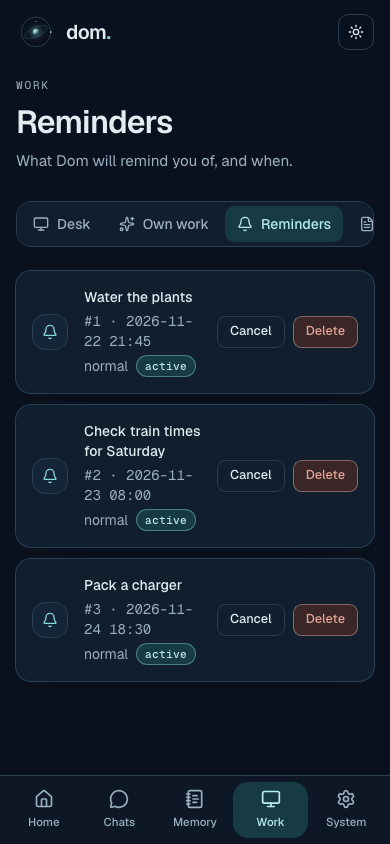 dom.
WORK
Reminders
What Dom will remind you of, and when.
Desk Own work Reminders
Water the plants
#1 · 2026-11-
22 21:45
normal active
Cancel Delete
Check train times
for Saturday
#2 · 2026-11-
23 08:00
normal active
Cancel Delete
Pack a charger
#3 · 2026-11-
24 18:30
normal active
Cancel Delete
Home Chats Memory Work System